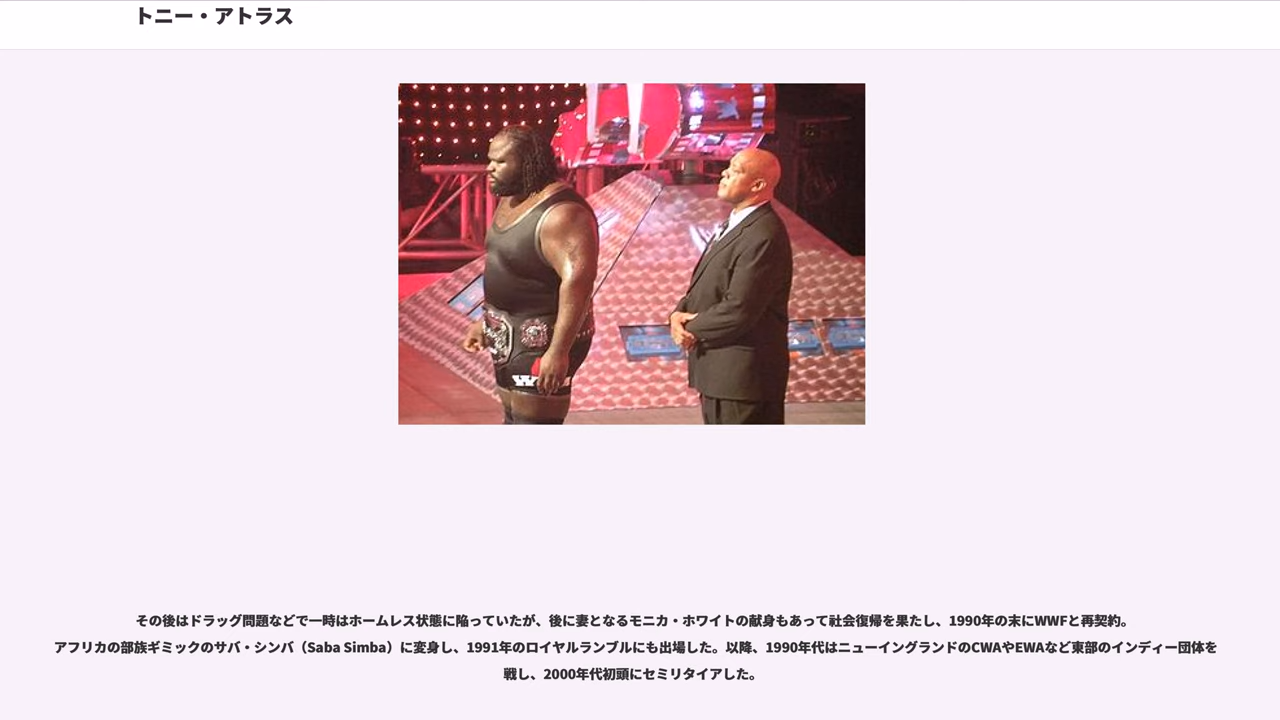 トニー・アトラス
その後はドラッグ問題などで一時はホームレス状態に陥っていたが、後に妻となるモニカ・ホワイトの献身もあって社会復帰を果たし、1990年の末にWWFと再契約。
アフリカの部族ギミックのサバ・シンバ（Saba Simba）に変身し、1991年のロイヤルランブルにも出場した。以降、1990年代はニューイングランドのCWAやEWAなど東部のインディー団体を
戦し、2000年代初頭にセミリタイアした。